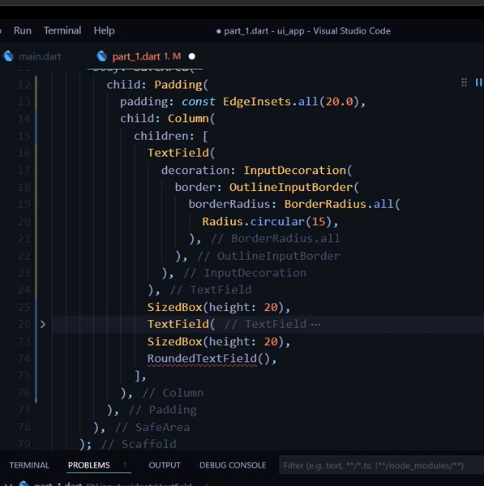 Run Terminal Help ● part_1.dart - ui_app - Visual Studio Code
main.dart part_1.dart 1, M ●
body: SafeArea(
12 child: Padding(
13 padding: const EdgeInsets.all(20.0),
14 child: Column(
15 children: [
16 TextField(
17 decoration: InputDecoration(
18 border: OutlineInputBorder(
19 borderRadius: BorderRadius.all(
20 Radius.circular(15),
21 ), // BorderRadius.all
22 ), // OutlineInputBorder
23 ), // InputDecoration
24 ), // TextField
25 SizedBox(height: 20),
26 TextField( // TextField ···
73 SizedBox(height: 20),
74 RoundedTextField(),
75 ],
76 ), // Column
77 ), // Padding
78 ), // SafeArea
79 ); // Scaffold
TERMINAL PROBLEMS 1 OUTPUT DEBUG CONSOLE Filter (e.g. text, **/*.ts, !**/node_modules/**)
part_1.dart